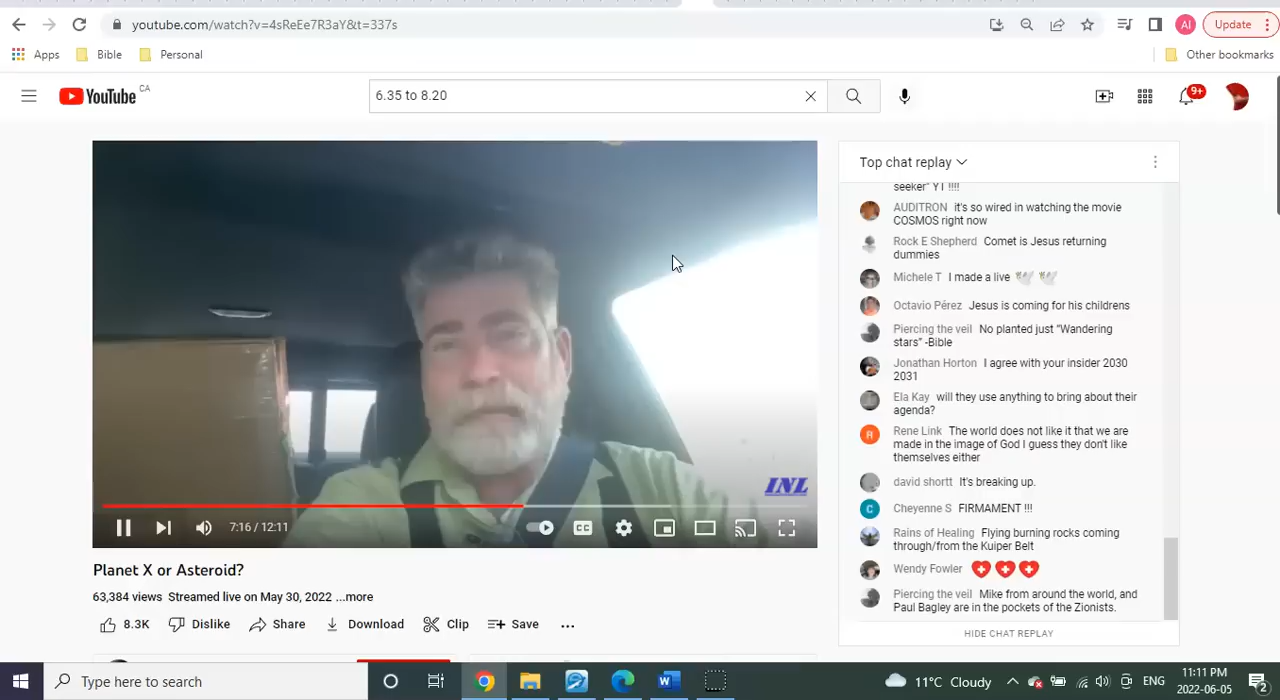 youtube.com/watch?v=4sReEe7R3aY&t=337s
AI
Update
Apps
Bible
Personal
Other bookmarks
YouTube CA
6.35 to 8.20
9+
Top chat replay
seeker" YT !!!!
AUDITRON it's so wired in watching the movie
COSMOS right now
Rock E Shepherd Comet is Jesus returning
dummies
Michele T I made a live
Octavio Pérez Jesus is coming for his childrens
Piercing the veil No planted just "Wandering
stars" -Bible
Jonathan Horton I agree with your insider 2030
2031
Ela Kay will they use anything to bring about their
agenda?
R
Rene Link The world does not like it that we are
made in the image of God I guess they don't like
themselves either
david shortt It's breaking up.
C
Cheyenne S FIRMAMENT !!!
Rains of Healing Flying burning rocks coming
through/from the Kuiper Belt
Wendy Fowler
Piercing the veil Mike from around the world, and
Paul Bagley are in the pockets of the Zionists.
HIDE CHAT REPLAY
INL
7:16 / 12:11
CC
Planet X or Asteroid?
63,384 views Streamed live on May 30, 2022 ...more
8.3K
Dislike
Share
Download
Clip
Save
Type here to search
W
11°C Cloudy
ENG
11:11 PM
2022-06-05
2